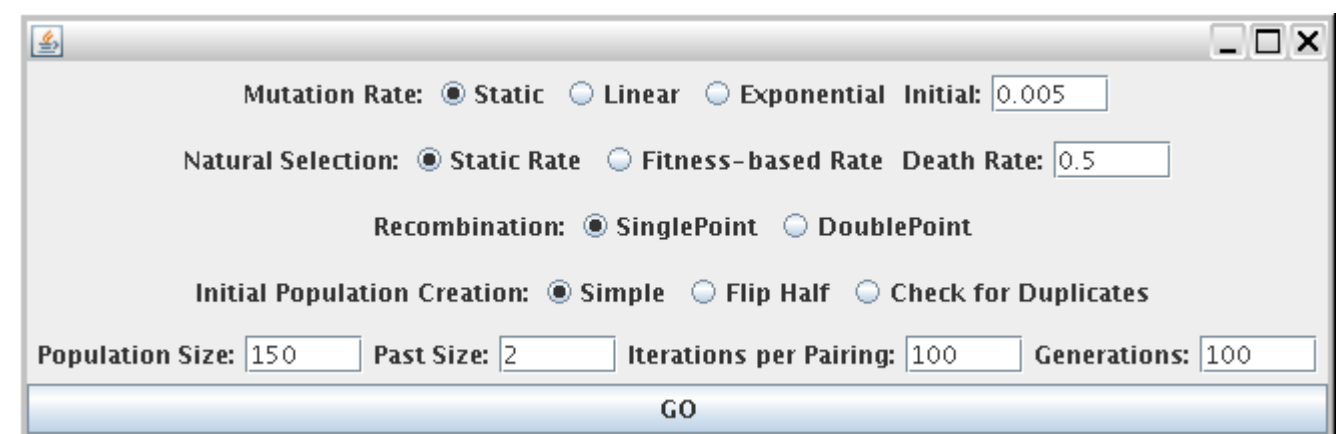 Mutation Rate: Static Linear Exponential Initial: 0.005
Natural Selection: Static Rate Fitness-based Rate Death Rate: 0.5
Recombination: SinglePoint DoublePoint
Initial Population Creation: Simple Flip Half Check for Duplicates
Population Size: 150 Past Size: 2 Iterations per Pairing: 100 Generations: 100
GO